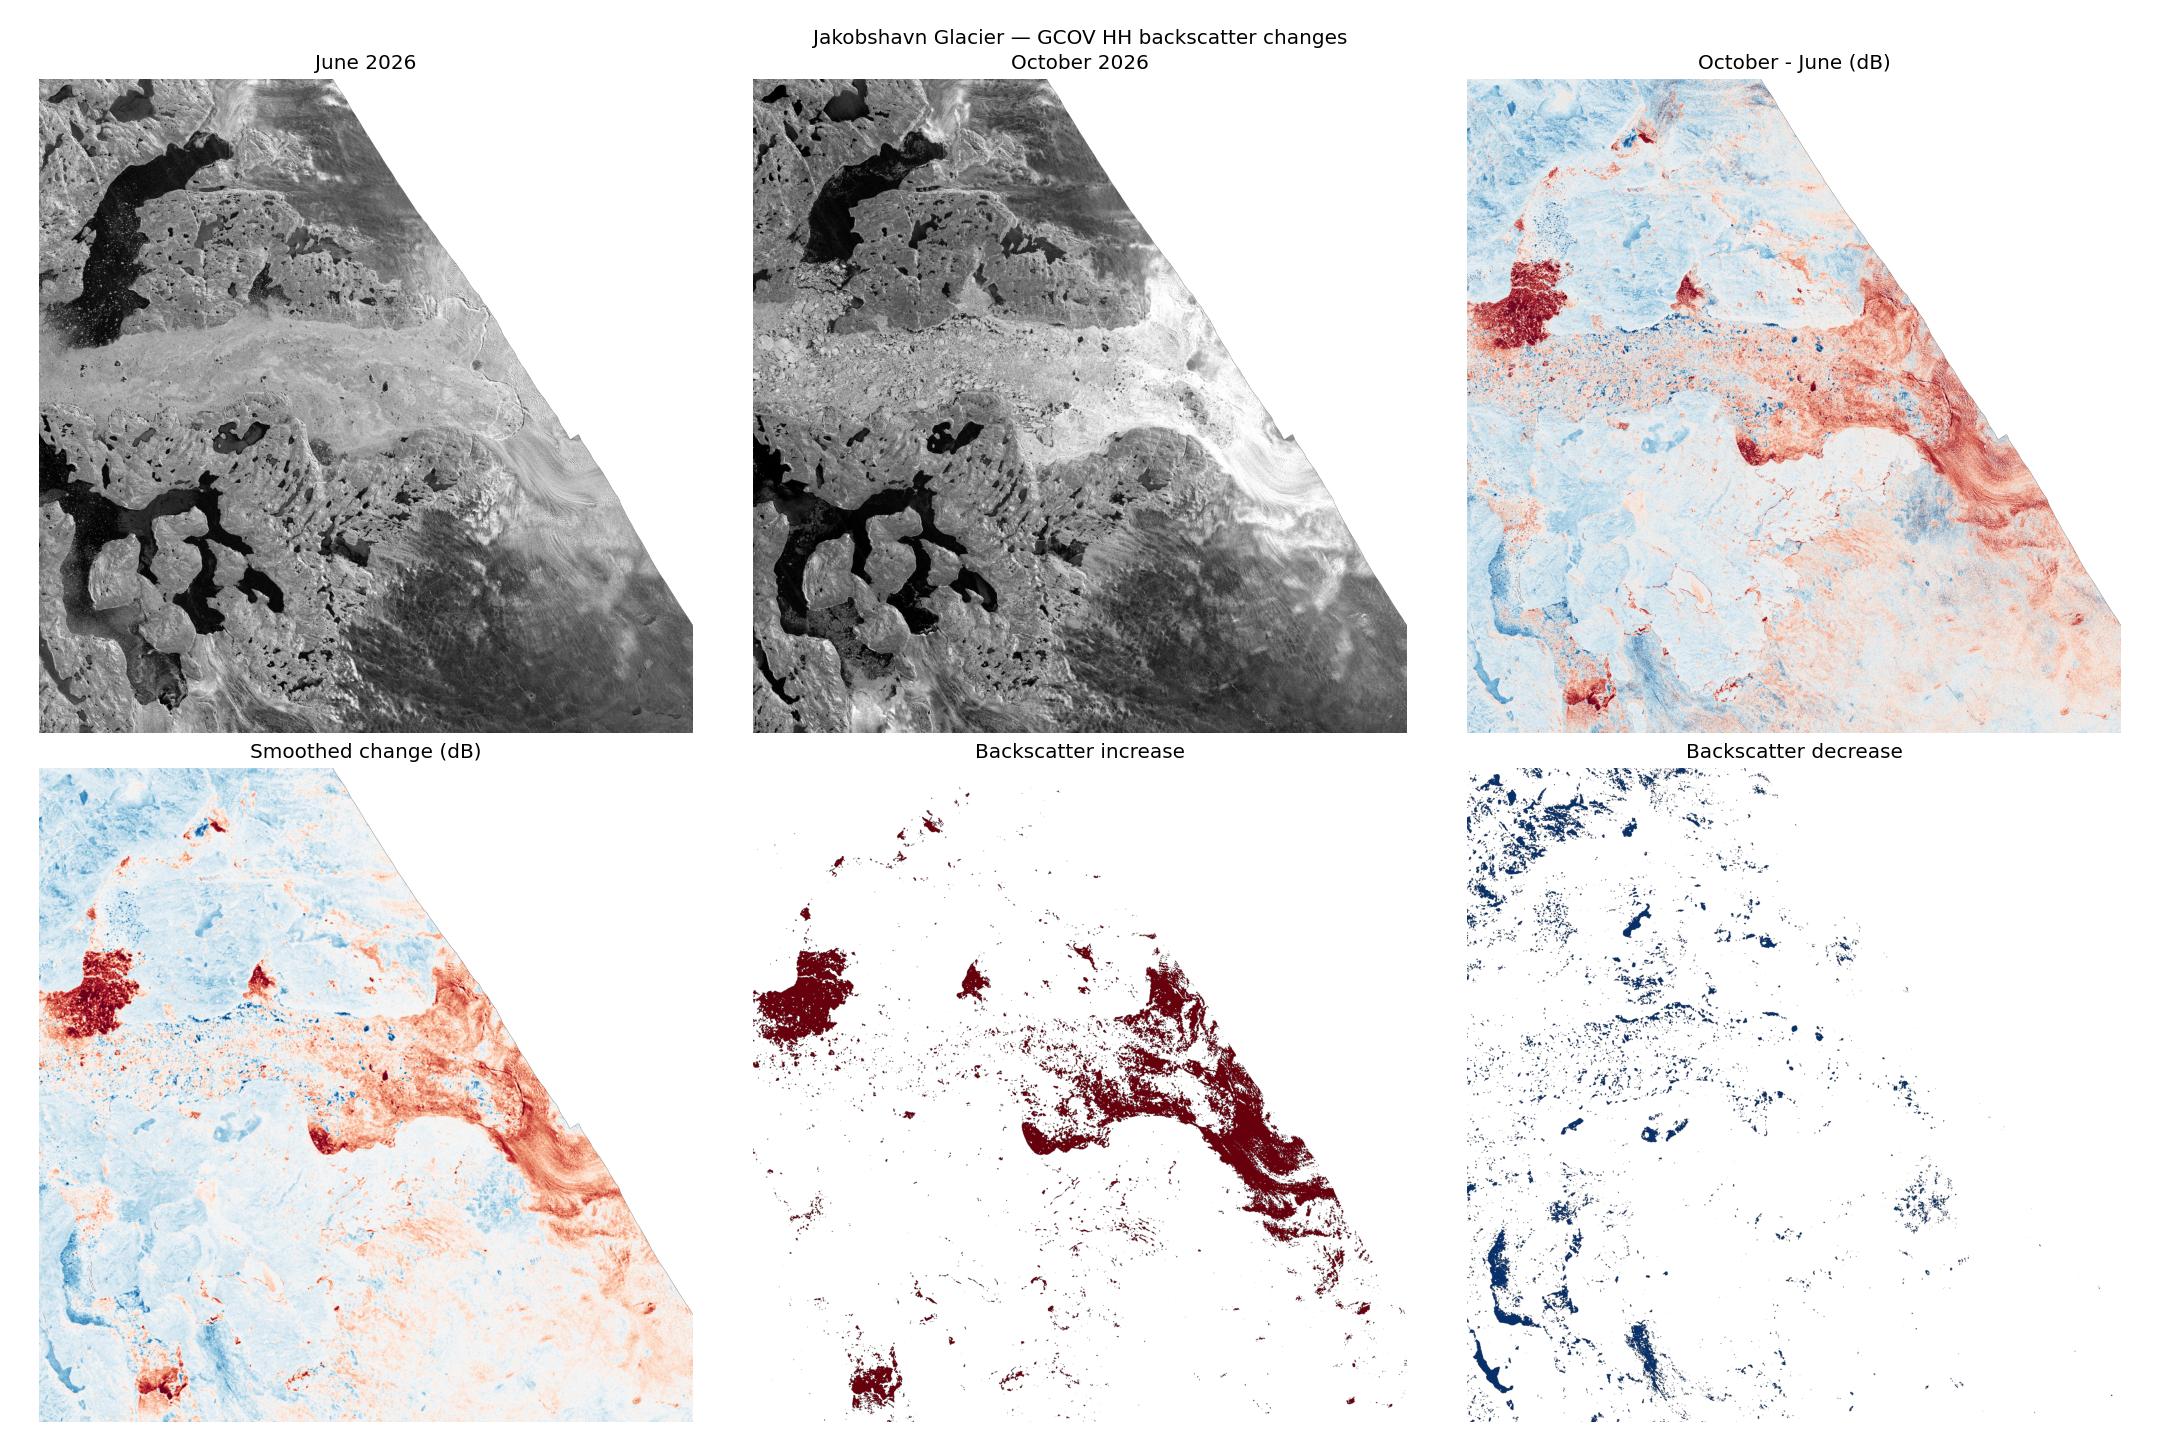 Jakobshavn Glacier — GCOV HH backscatter changes
June 2026
October 2026
October - June (dB)
Smoothed change (dB)
Backscatter increase
Backscatter decrease